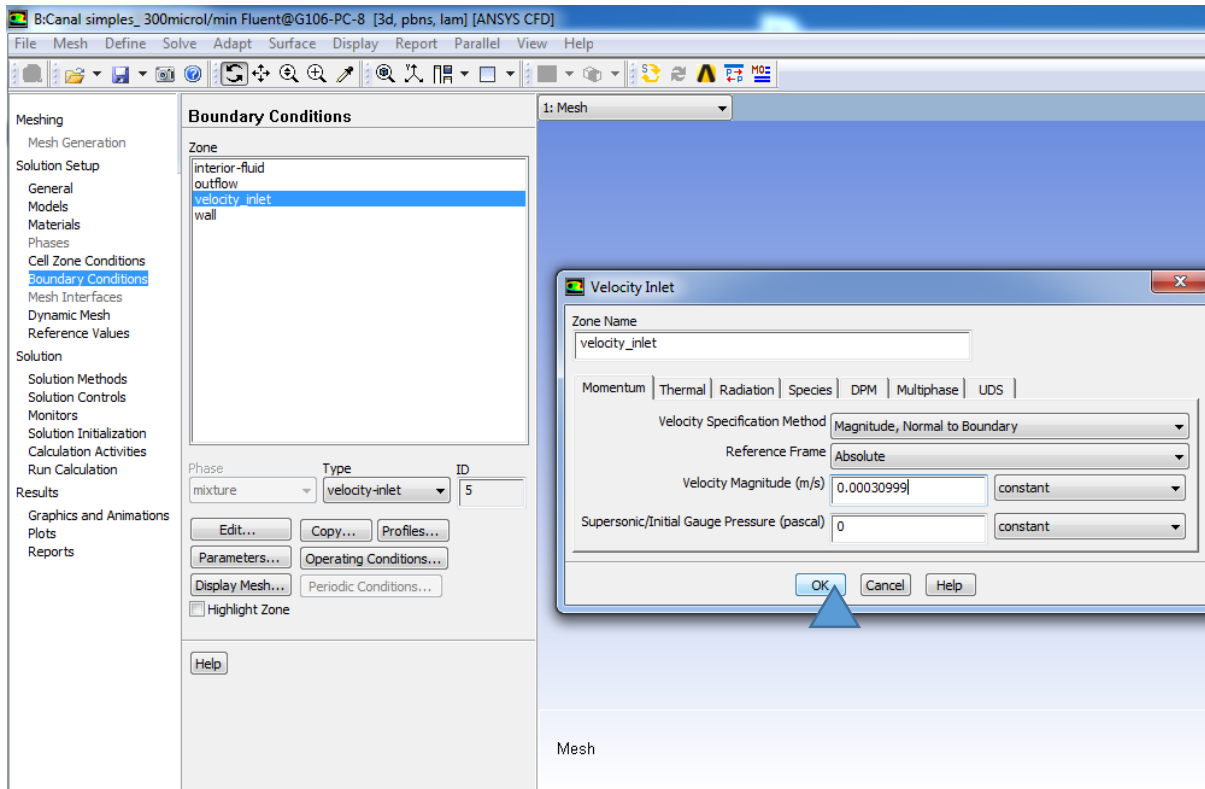 B:Canal simples_ 300microl/min Fluent@G106-PC-8 [3d, pbns, lam] [ANSYS CFD]
File Mesh Define Solve Adapt Surface Display Report Parallel View Help
Meshing
Mesh Generation
Solution Setup
General
Models
Materials
Phases
Cell Zone Conditions
Boundary Conditions
Mesh Interfaces
Dynamic Mesh
Reference Values
Solution
Solution Methods
Solution Controls
Monitors
Solution Initialization
Calculation Activities
Run Calculation
Results
Graphics and Animations
Plots
Reports
Boundary Conditions
Zone
interior-fluid
outflow
velocity_inlet
wall
Phase Type ID
mixture velocity-inlet 5
Edit... Copy... Profiles...
Parameters... Operating Conditions...
Display Mesh... Periodic Conditions...
Highlight Zone
Help
1: Mesh
Velocity Inlet
Zone Name
velocity_inlet
Momentum Thermal Radiation Species DPM Multiphase UDS
Velocity Specification Method Magnitude, Normal to Boundary
Reference Frame Absolute
Velocity Magnitude (m/s) 0.00030999 constant
Supersonic/Initial Gauge Pressure (pascal) 0 constant
OK Cancel Help
Mesh